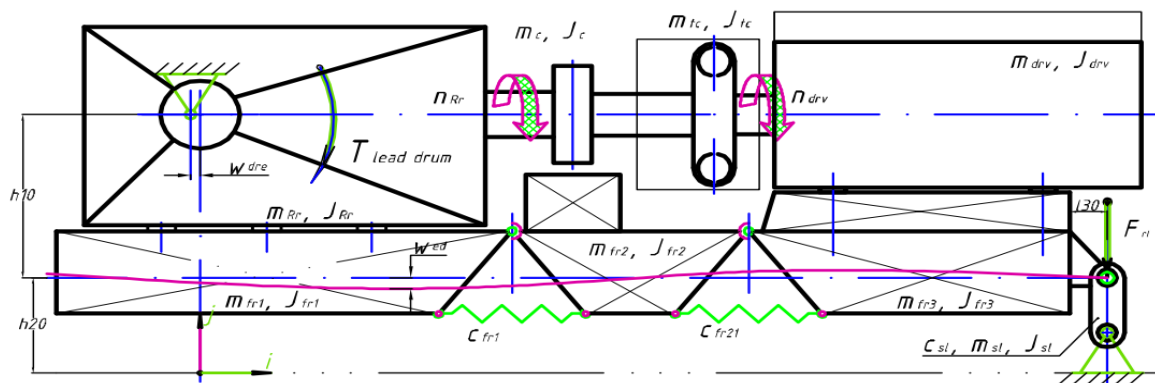 m c, J c
m tc, J tc
m drv, J drv
n Rr
n drv
T lead drum
w dre
h10
m Rr, J Rr
l30
F rl
w ed
m fr2, J fr2
m fr1, J fr1
m fr3, J fr3
h20
j
c fr1
c fr21
c sl, m sl, J sl
i